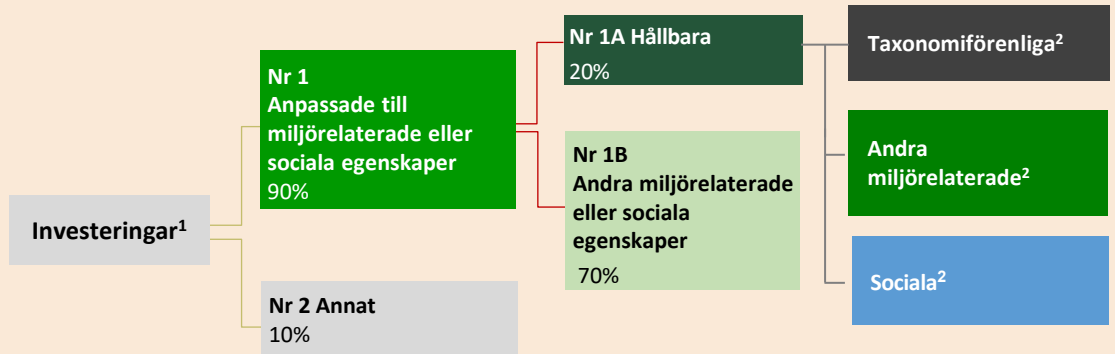 Investeringar¹
Nr 1
Anpassade till
miljörelaterade eller
sociala egenskaper
90%
Nr 2 Annat
10%
Nr 1A Hållbara
20%
Nr 1B
Andra miljörelaterade
eller sociala
egenskaper
70%
Taxonomiförenliga²
Andra
miljörelaterade²
Sociala²